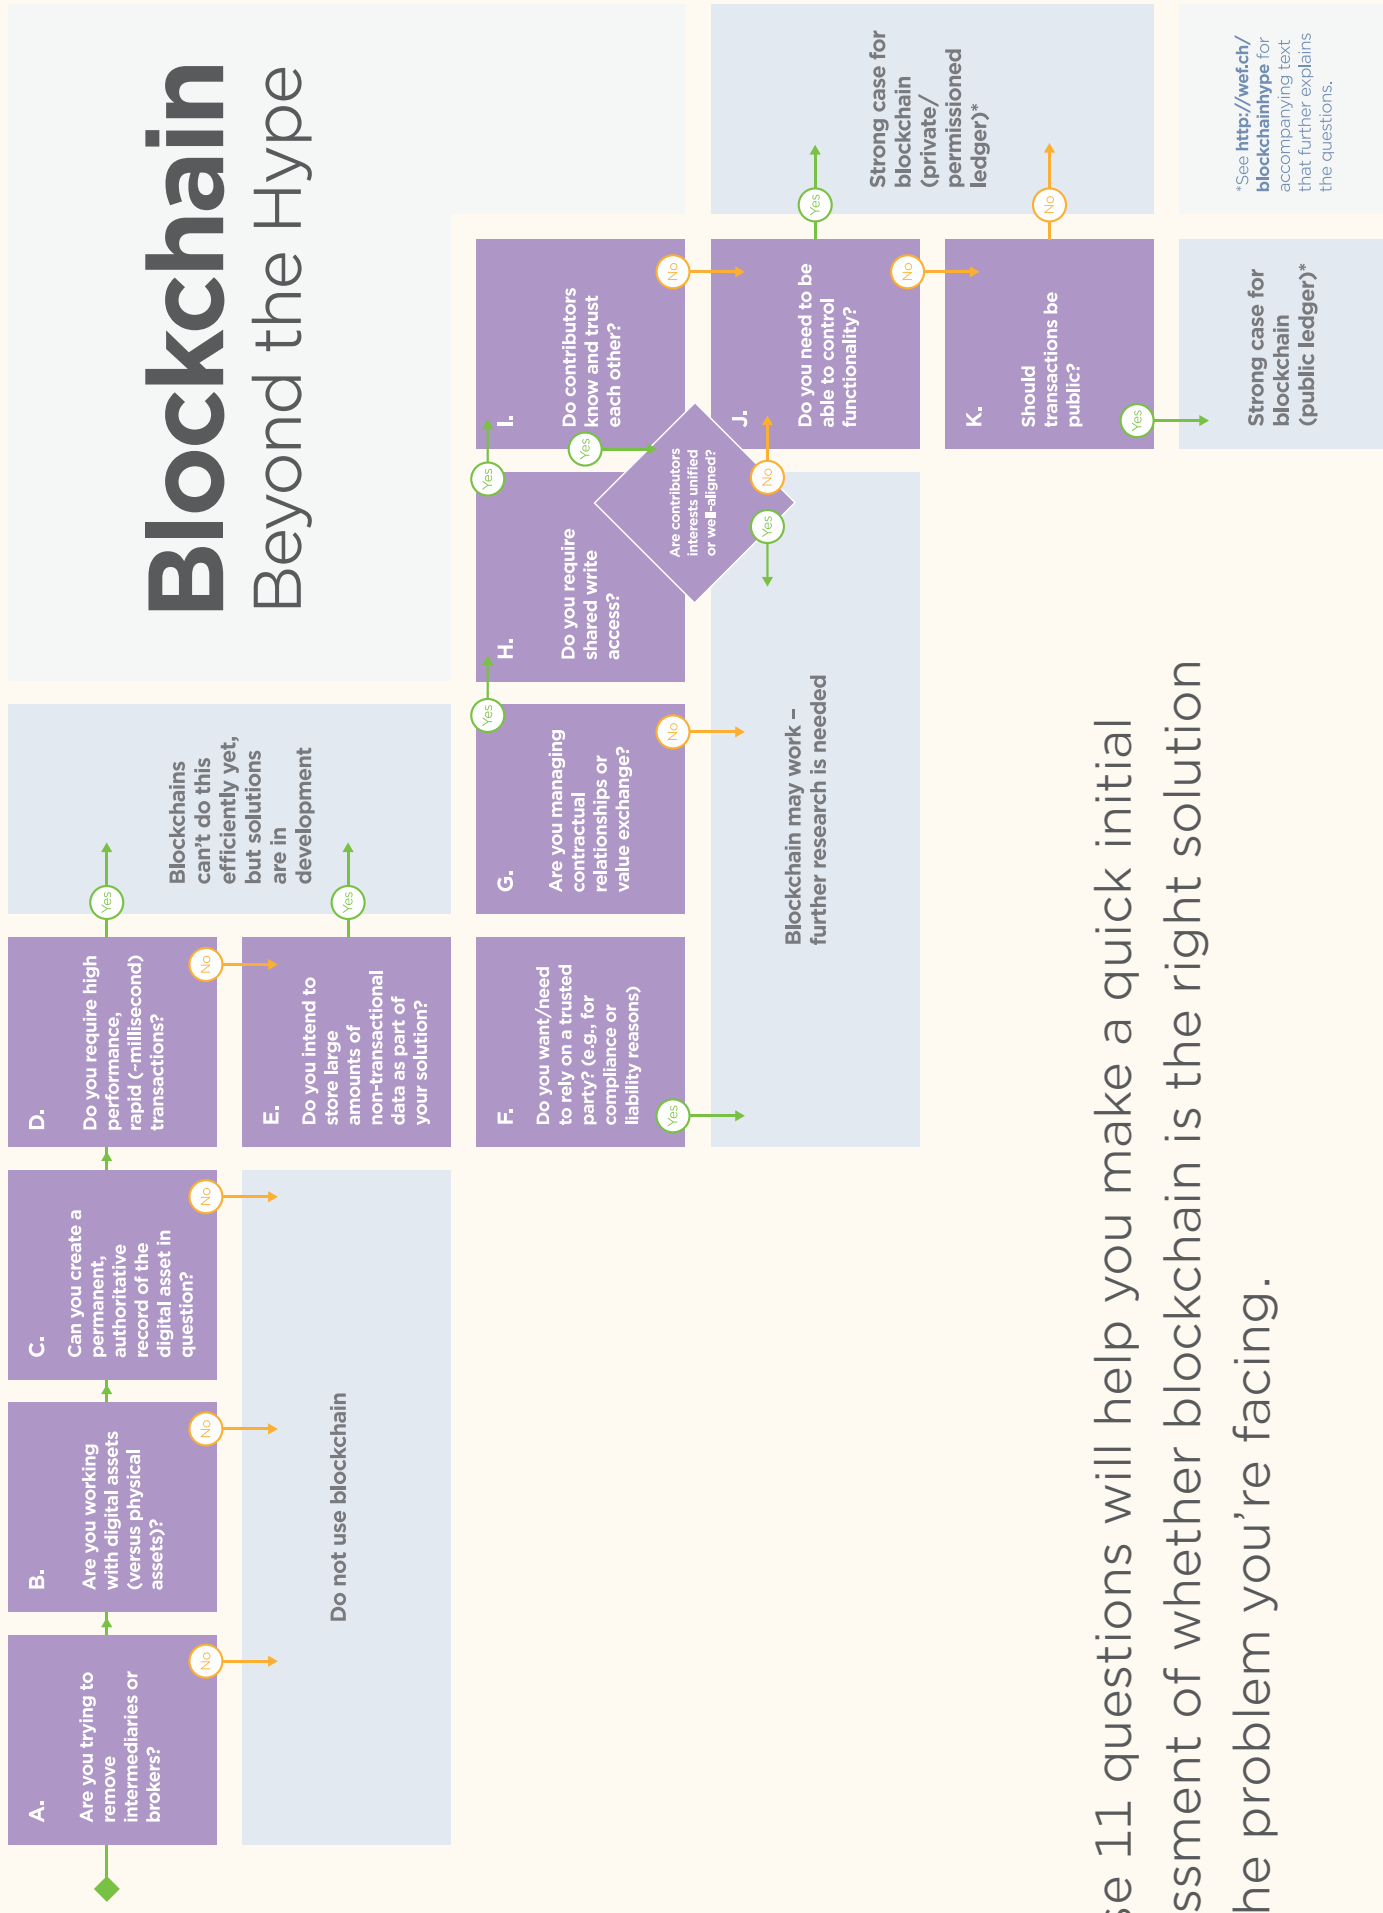 Blockchain
Beyond the Hype
A.
Are you trying to
remove
intermediaries or
brokers?
No
B.
Are you working
with digital assets
(versus physical
assets)?
No
C.
Can you create a
permanent,
authoritative
record of the
digital asset in
question?
No
D.
Do you require high
performance,
rapid (~millisecond)
transactions?
Yes
No
Blockchains
can't do this
efficiently yet,
but solutions
are in
development
Do not use blockchain
E.
Do you intend to
store large
amounts of
non-transactional
data as part of
your solution?
Yes
F.
Do you want/need
to rely on a trusted
party? (e.g., for
compliance or
liability reasons)
Yes
G.
Are you managing
contractual
relationships or
value exchange?
Yes
No
H.
Do you require
shared write
access?
Yes
I.
Do contributors
know and trust
each other?
Yes
No
Are contributors
interests unified
or well-aligned?
Yes
No
Blockchain may work –
further research is needed
J.
Do you need to be
able to control
functionality?
Yes
No
Strong case for
blockchain
(private/
permissioned
ledger)*
K.
Should
transactions be
public?
Yes
No
Strong case for
blockchain
(public ledger)*
*See http://wef.ch/
blockchainhype for
accompanying text
that further explains
the questions.
se 11 questions will help you make a quick initial
ssment of whether blockchain is the right solution
he problem you're facing.